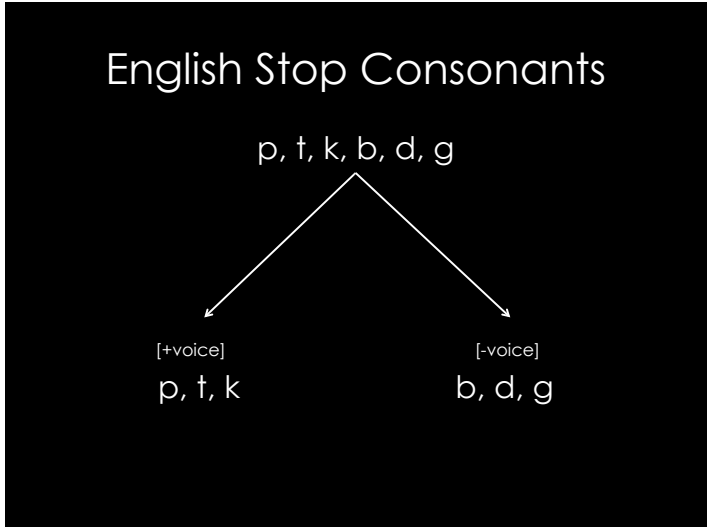 English Stop Consonants
p, t, k, b, d, g
[+voice] [-voice]
p, t, k b, d, g